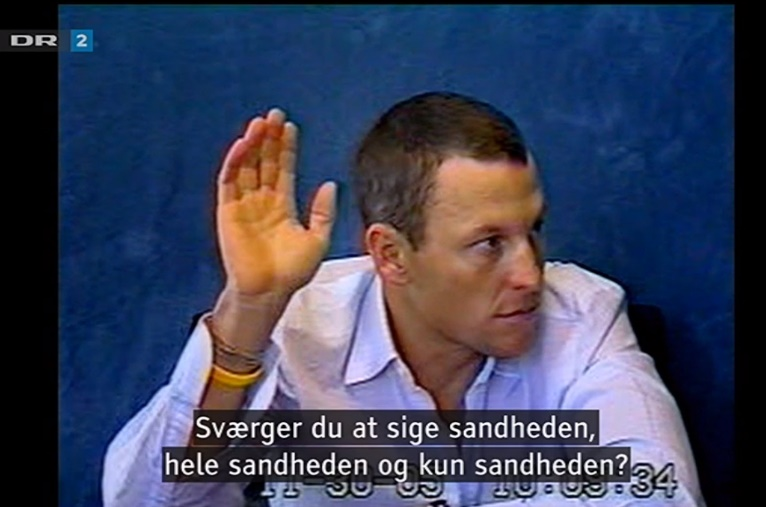 DR 2
Sværger du at sige sandheden,
hele sandheden og kun sandheden?